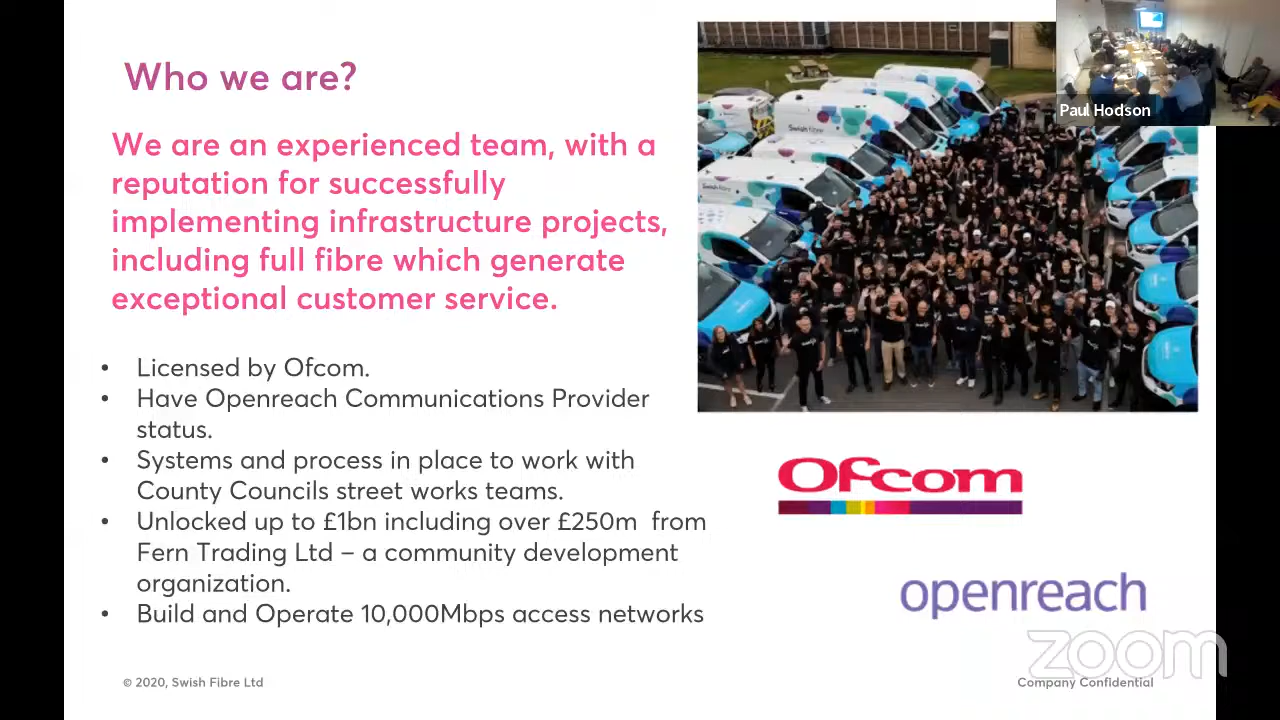 Who we are?
We are an experienced team, with a
reputation for successfully
implementing infrastructure projects,
including full fibre which generate
exceptional customer service.
• Licensed by Ofcom.
• Have Openreach Communications Provider
status.
• Systems and process in place to work with
County Councils street works teams.
• Unlocked up to £1bn including over £250m from
Fern Trading Ltd – a community development
organization.
• Build and Operate 10,000Mbps access networks
Paul Hodson
Swish fibre
Swish fibre
Ofcom
openreach
zoom
© 2020, Swish Fibre Ltd
Company Confidential